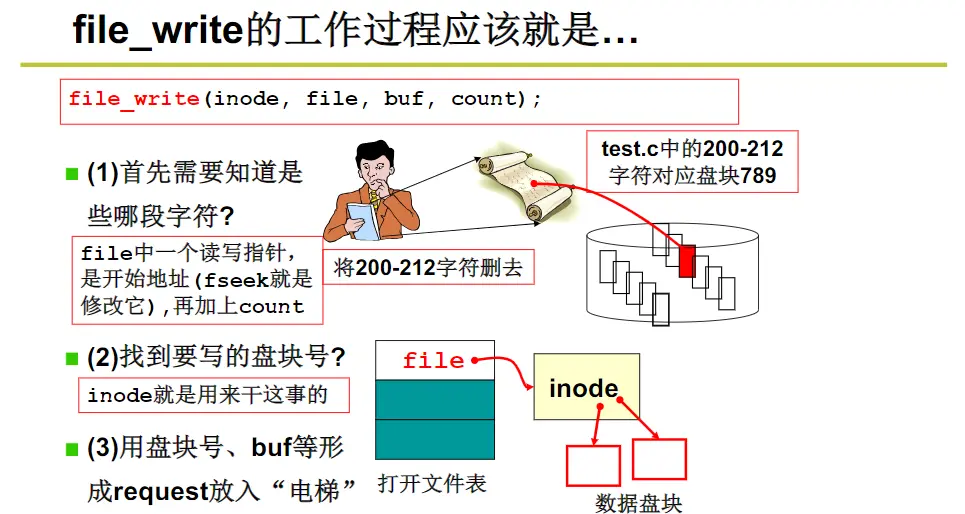 file_write的工作过程应该就是…
file_write(inode, file, buf, count);
(1)首先需要知道是
些哪段字符?
file中一个读写指针，
是开始地址(fseek就是
修改它),再加上count
将200-212字符删去
test.c中的200-212
字符对应盘块789
(2)找到要写的盘块号?
inode就是用来干这事的
(3)用盘块号、buf等形
成request放入“电梯”
file
打开文件表
inode
数据盘块